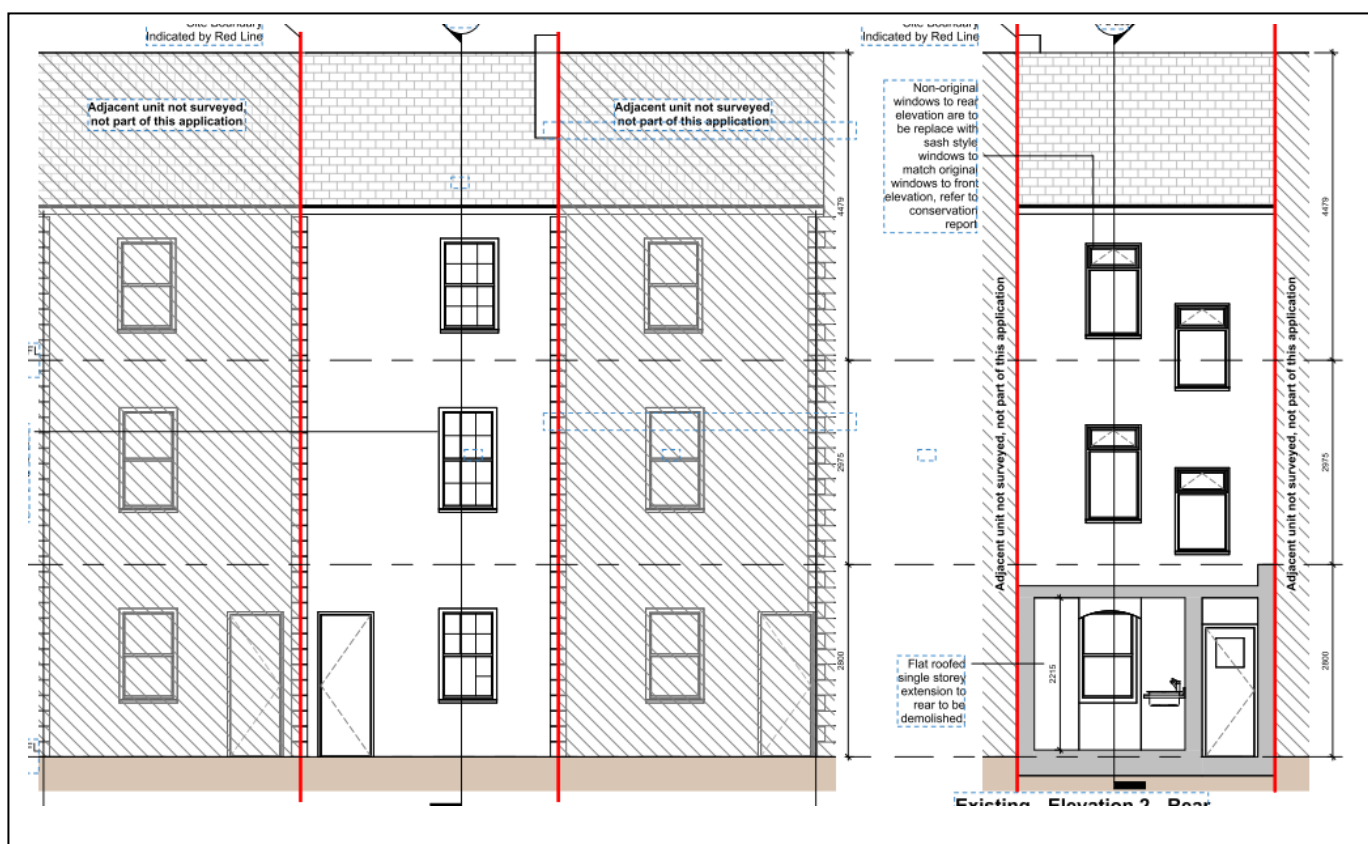 Site Boundary
Indicated by Red Line
Adjacent unit not surveyed,
not part of this application
Adjacent unit not surveyed,
not part of this application
4479
2975
2800
Site Boundary
Indicated by Red Line
Non-original
windows to rear
elevation are to
be replace with
sash style
windows to
match original
windows to front
elevation, refer to
conservation
report
Adjacent unit not surveyed, not part of this application
Adjacent unit not surveyed, not part of this application
4479
2975
2800
Flat roofed
single storey
extension to
rear to be
demolished
2215
Existing - Elevation 2 - Rear